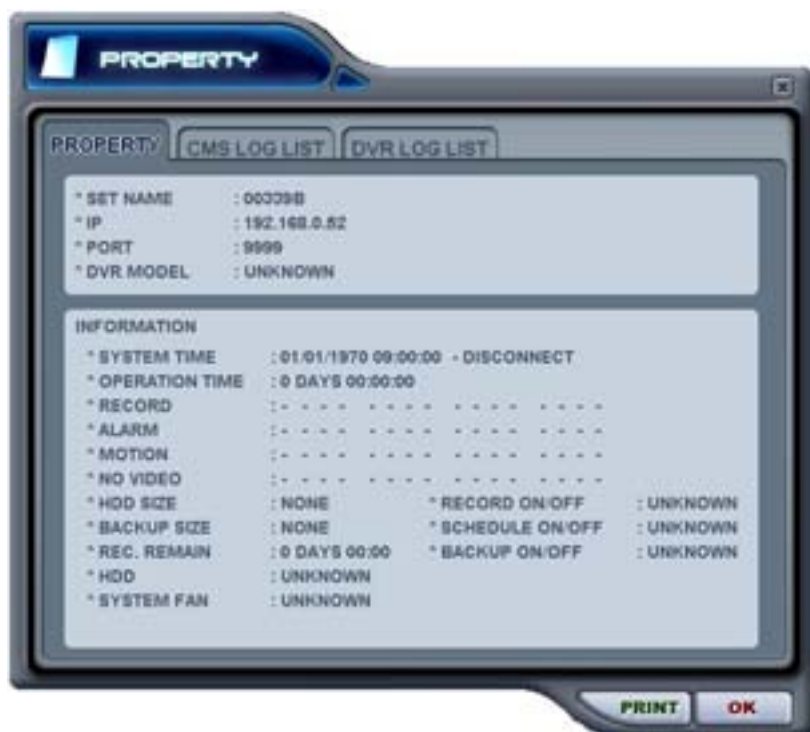 PROPERTY
PROPERTY CMS LOG LIST DVR LOG LIST
* SET NAME : 00339B
* IP : 192.168.0.52
* PORT : 9999
* DVR MODEL : UNKNOWN
INFORMATION
* SYSTEM TIME : 01/01/1970 09:00:00 - DISCONNECT
* OPERATION TIME : 0 DAYS 00:00:00
* RECORD : - - - - - - - - - - - - - - - -
* ALARM : - - - - - - - - - - - - - - - -
* MOTION : - - - - - - - - - - - - - - - -
* NO VIDEO : - - - - - - - - - - - - - - - -
* HDD SIZE : NONE * RECORD ON/OFF : UNKNOWN
* BACKUP SIZE : NONE * SCHEDULE ON/OFF : UNKNOWN
* REC. REMAIN : 0 DAYS 00:00 * BACKUP ON/OFF : UNKNOWN
* HDD : UNKNOWN
* SYSTEM FAN : UNKNOWN
PRINT OK